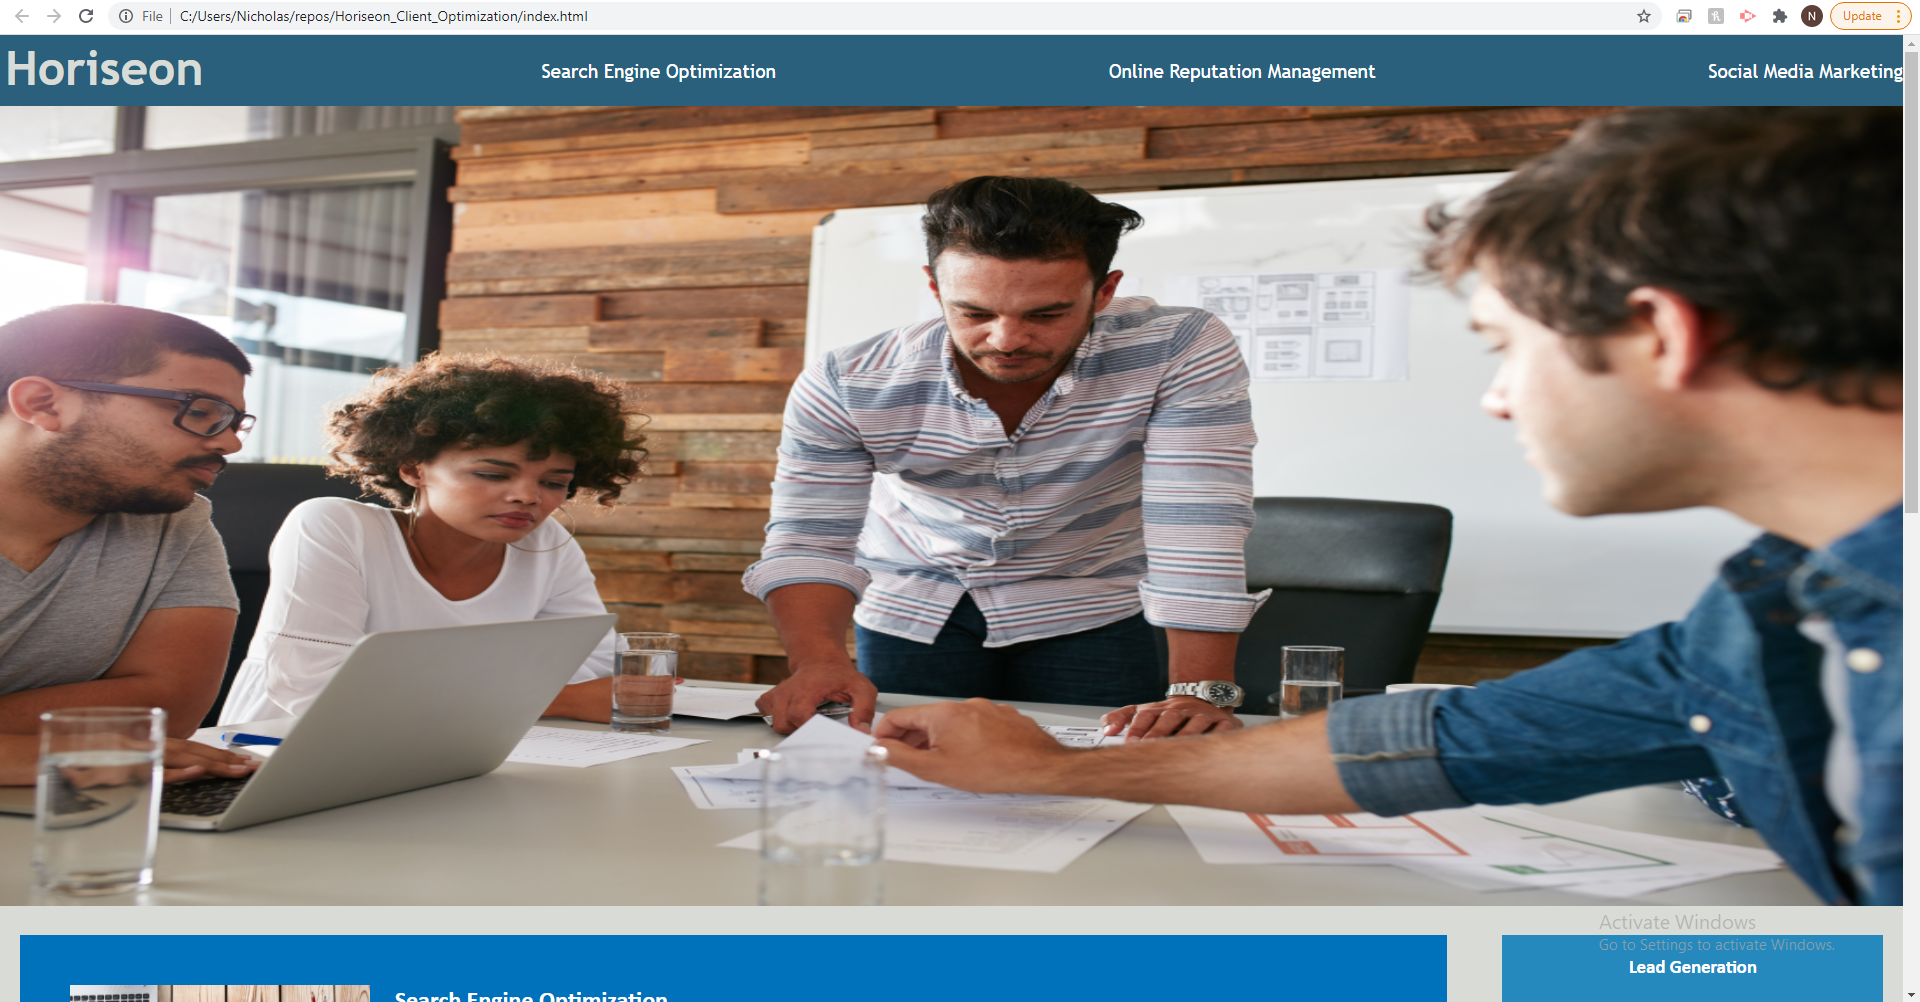 File
C:/Users/Nicholas/repos/Horiseon_Client_Optimization/index.html
N
Update
Horiseon
Search Engine Optimization
Online Reputation Management
Social Media Marketing
Activate Windows
Go to Settings to activate Windows.
Lead Generation
Search Engine Optimization